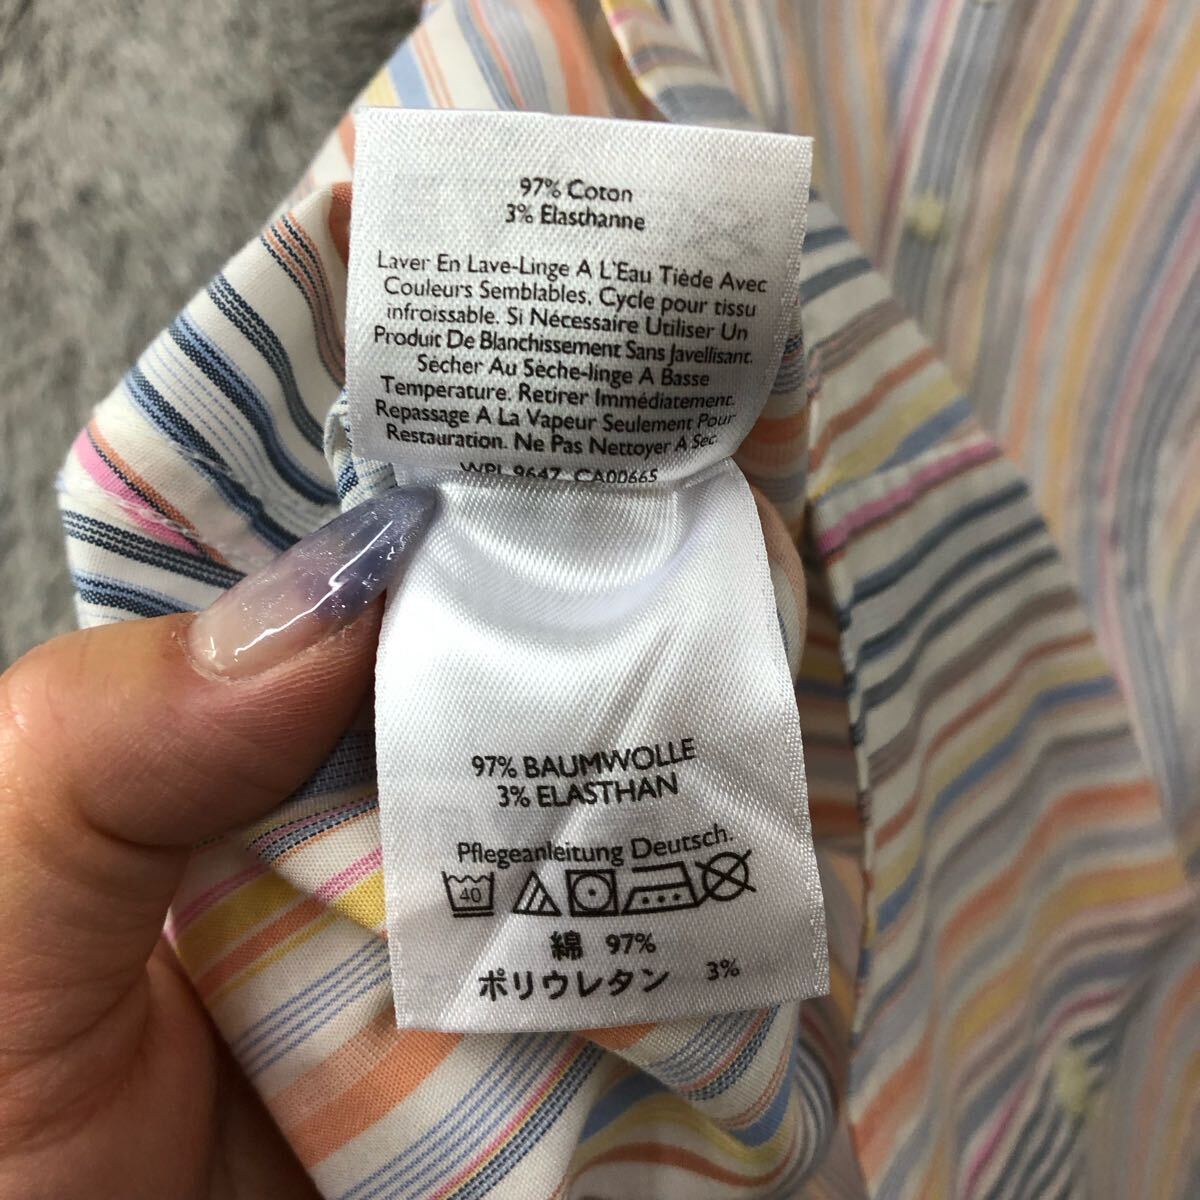 97% Coton
3% Elasthanne
Laver En Lave-Linge A L'Eau Tiède Avec
Couleurs Semblables. Cycle pour tissu
infroissable. Si Nécessaire Utiliser Un
Produit De Blanchissement Sans Javellisant.
Sécher Au Sèche-linge A Basse
Temperature. Retirer Immédiatement.
Repassage A La Vapeur Seulement Pour
Restauration. Ne Pas Nettoyer A Sec.
WPL 9647 CA00665
97% BAUMWOLLE
3% ELASTHAN
Pflegeanleitung Deutsch.
40
綿 97%
ポリウレタン 3%